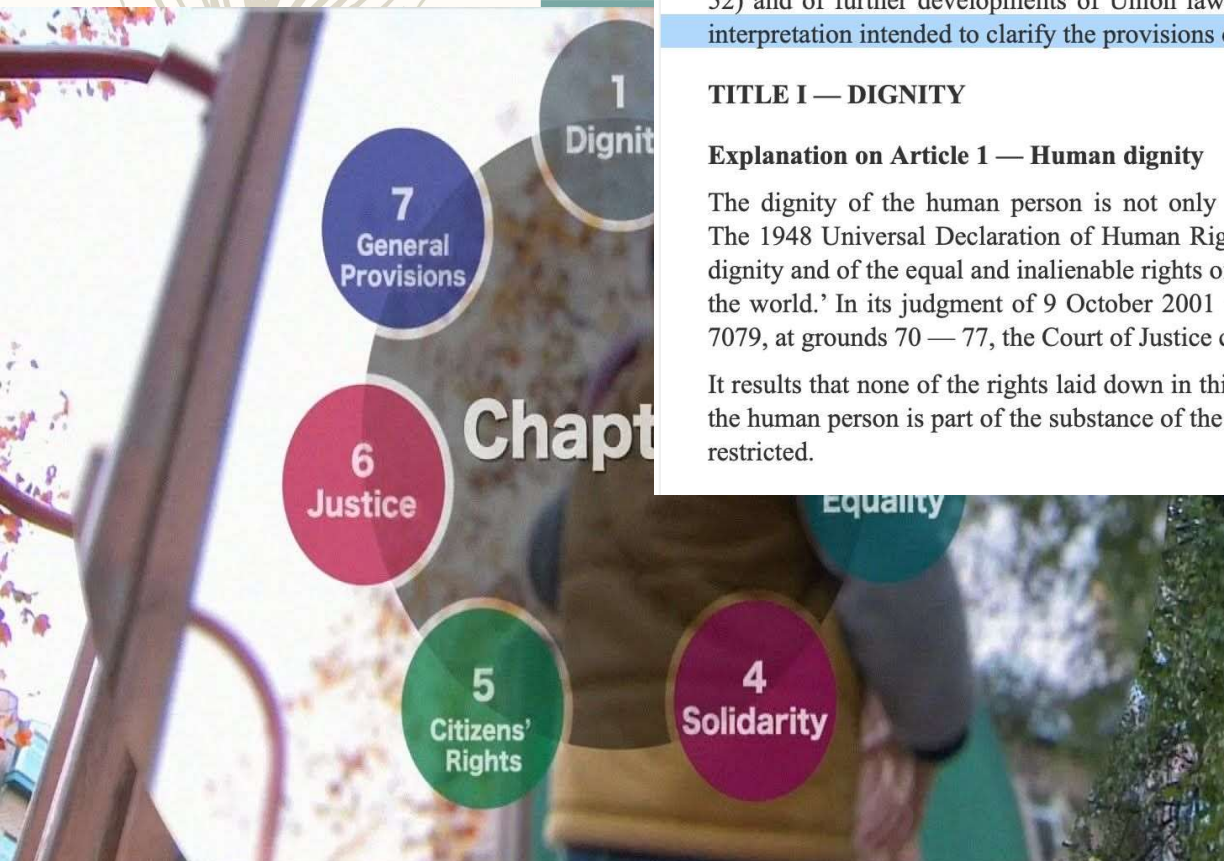 1
Dignit
7
General
Provisions
6
Justice
Chapt
Equality
5
Citizens’
Rights
4
Solidarity
52) and of further developments of Union law
interpretation intended to clarify the provisions
TITLE I — DIGNITY
Explanation on Article 1 — Human dignity
The dignity of the human person is not only
The 1948 Universal Declaration of Human Rig
dignity and of the equal and inalienable rights o
the world.’ In its judgment of 9 October 2001
7079, at grounds 70 — 77, the Court of Justice
It results that none of the rights laid down in thi
the human person is part of the substance of the
restricted.